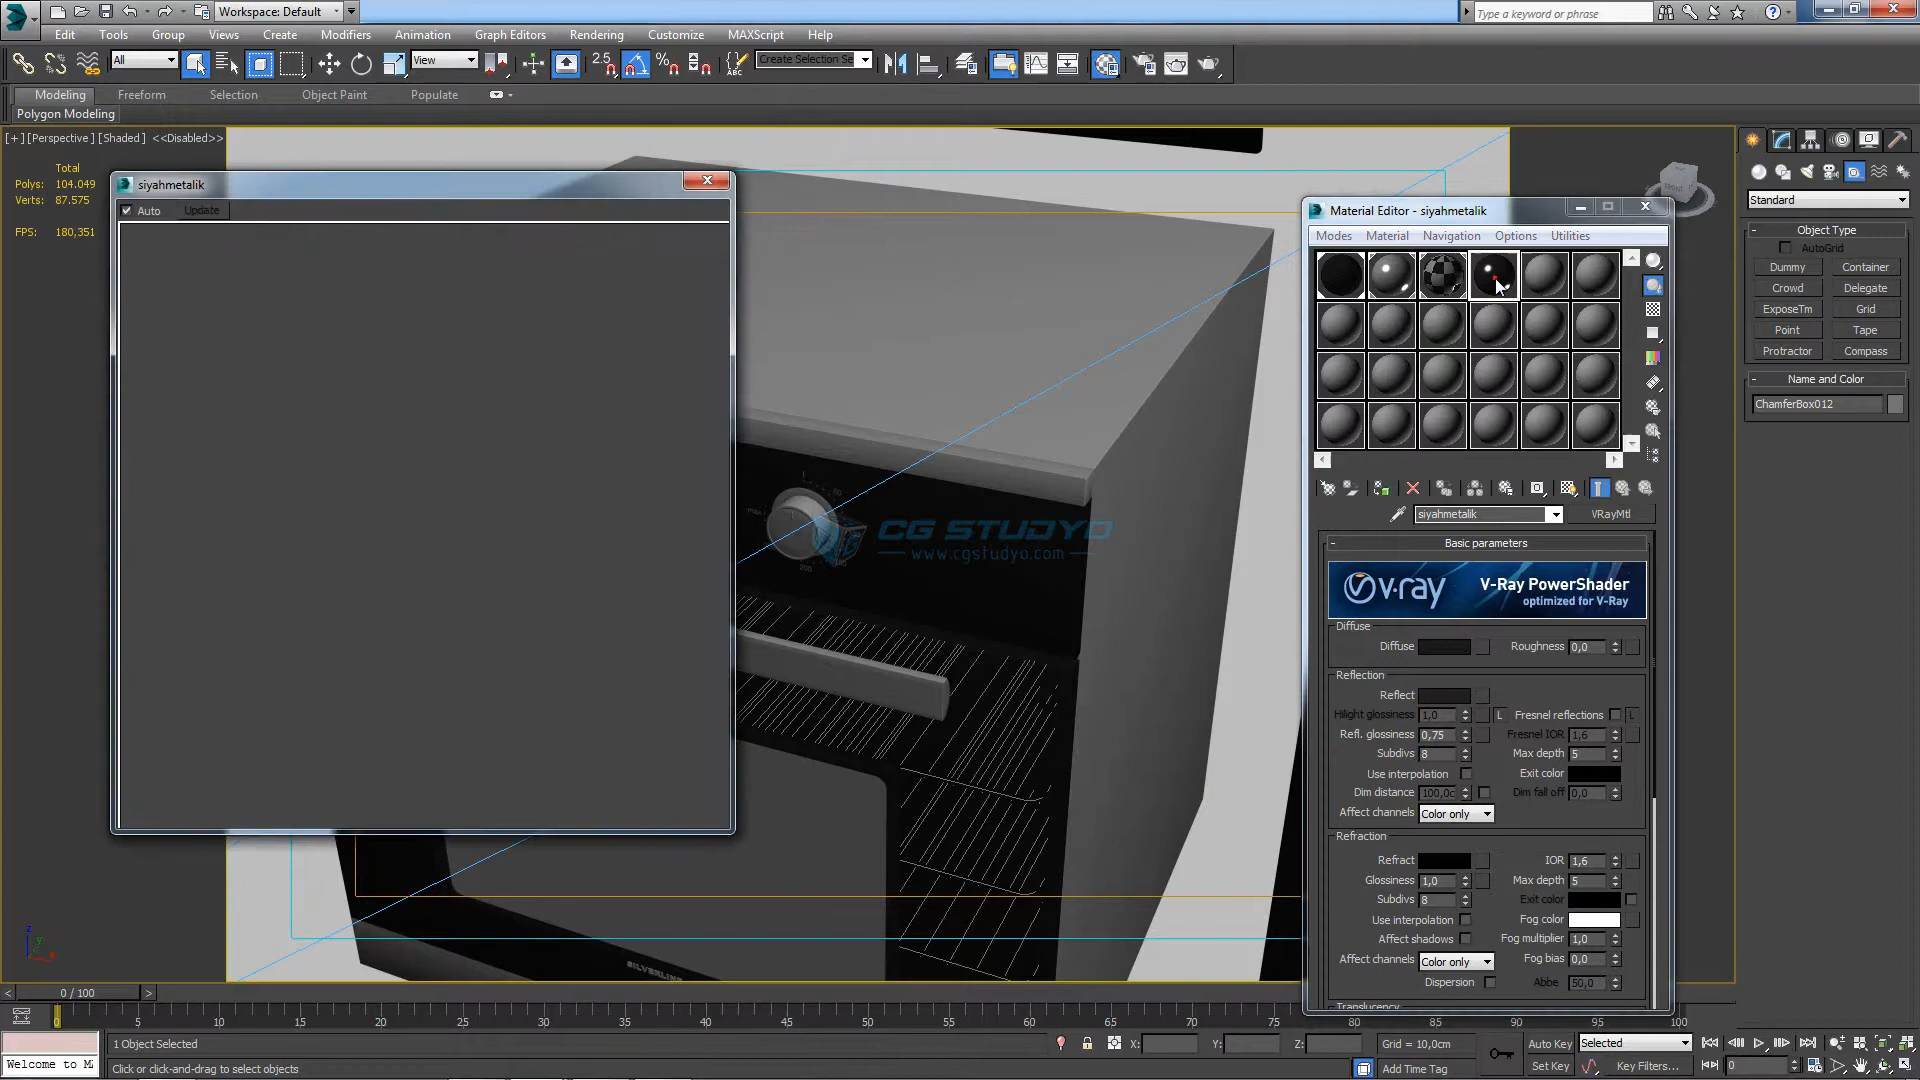 Workspace: Default
Type a keyword or phrase
Edit Tools Group Views Create Modifiers Animation Graph Editors Rendering Customize MAXScript Help
All
View
2.5
Create Selection Se
Modeling Freeform Selection Object Paint Populate
Polygon Modeling
[+] [Perspective] [Shaded] <<Disabled>>
Total
Polys: 104.049
Verts: 87.575
FPS: 180,351
siyahmetalik
Auto Update
max
200
CG STUDYO
www.cgstudyo.com
SILVERLINE
Material Editor - siyahmetalik
Modes Material Navigation Options Utilities
siyahmetalik VRayMtl
- Basic parameters
v·ray V-Ray PowerShader
optimized for V-Ray
Diffuse
Diffuse Roughness 0,0
Reflection
Reflect
Hilight glossiness 1,0 L Fresnel reflections L
Refl. glossiness 0,75 Fresnel IOR 1,6
Subdivs 8 Max depth 5
Use interpolation Exit color
Dim distance 100,0c Dim fall off 0,0
Affect channels Color only
Refraction
Refract IOR 1,6
Glossiness 1,0 Max depth 5
Subdivs 8 Exit color
Use interpolation Fog color
Affect shadows Fog multiplier 1,0
Affect channels Color only Fog bias 0,0
Dispersion Abbe 50,0
Translucency
FRONT
Standard
- Object Type
AutoGrid
Dummy Container
Crowd Delegate
ExposeTm Grid
Point Tape
Protractor Compass
- Name and Color
ChamferBox012
< 0 / 100 >
0 5 10 15 20 25 30 35 40 45 50 55 60 65 70 75 80 85 90 95 100
1 Object Selected X: Y: Z: Grid = 10,0cm Auto Key Selected
Welcome to M Click or click-and-drag to select objects Add Time Tag Set Key Key Filters... 0